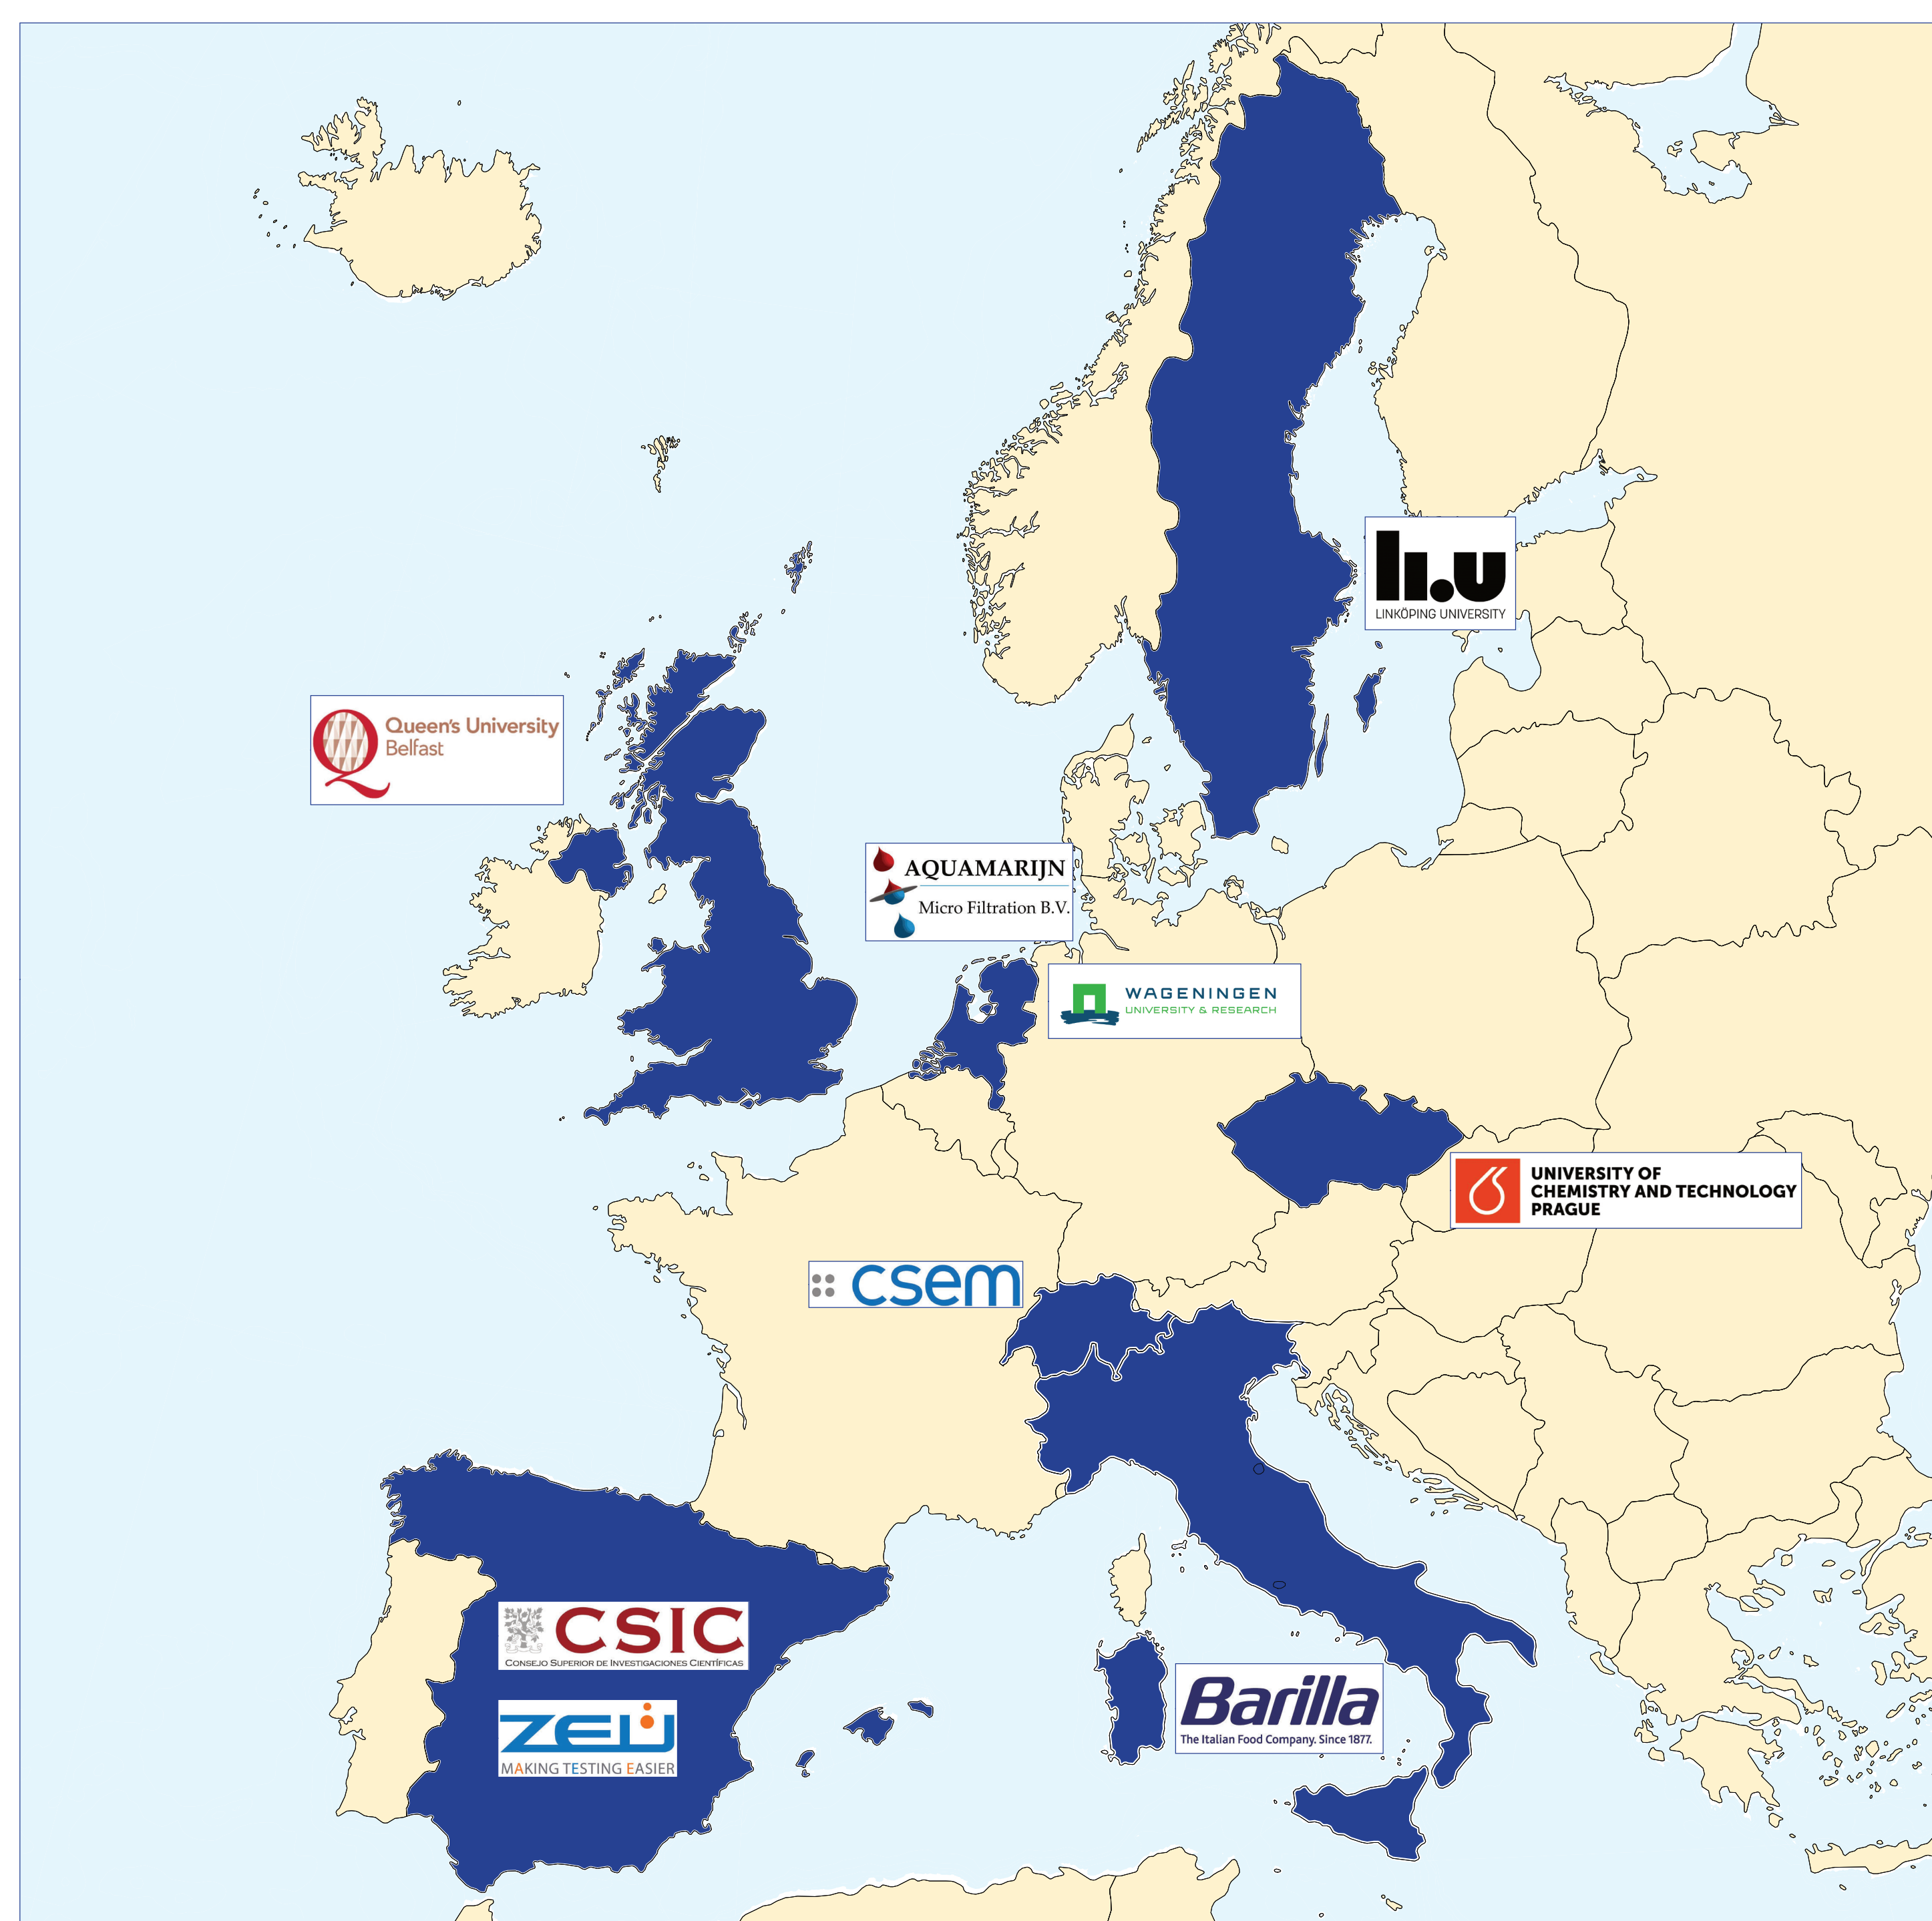 li.u
LINKÖPING UNIVERSITY
Queen's University
Belfast
AQUAMARIJN
Micro Filtration B.V.
WAGENINGEN
UNIVERSITY & RESEARCH
UNIVERSITY OF
CHEMISTRY AND TECHNOLOGY
PRAGUE
csem
CSIC
CONSEJO SUPERIOR DE INVESTIGACIONES CIENTÍFICAS
Barilla
The Italian Food Company. Since 1877.
ZEU
MAKING TESTING EASIER